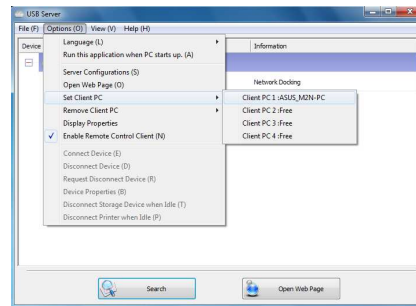 USB Server
File (F) Options (O) View (V) Help (H)
Device Information
Language (L)
Run this application when PC starts up. (A)
Server Configurations (S)
Open Web Page (O)
Network Docking
Set Client PC
Client PC 1 :ASUS_M2N-PC
Remove Client PC
Client PC 2 :Free
Display Properties
Client PC 3 :Free
Enable Remote Control Client (N)
Client PC 4 :Free
Connect Device (E)
Disconnect Device (D)
Request Disconnect Device (R)
Device Properties (B)
Disconnect Storage Device when Idle (T)
Disconnect Printer when Idle (P)
Search
Open Web Page